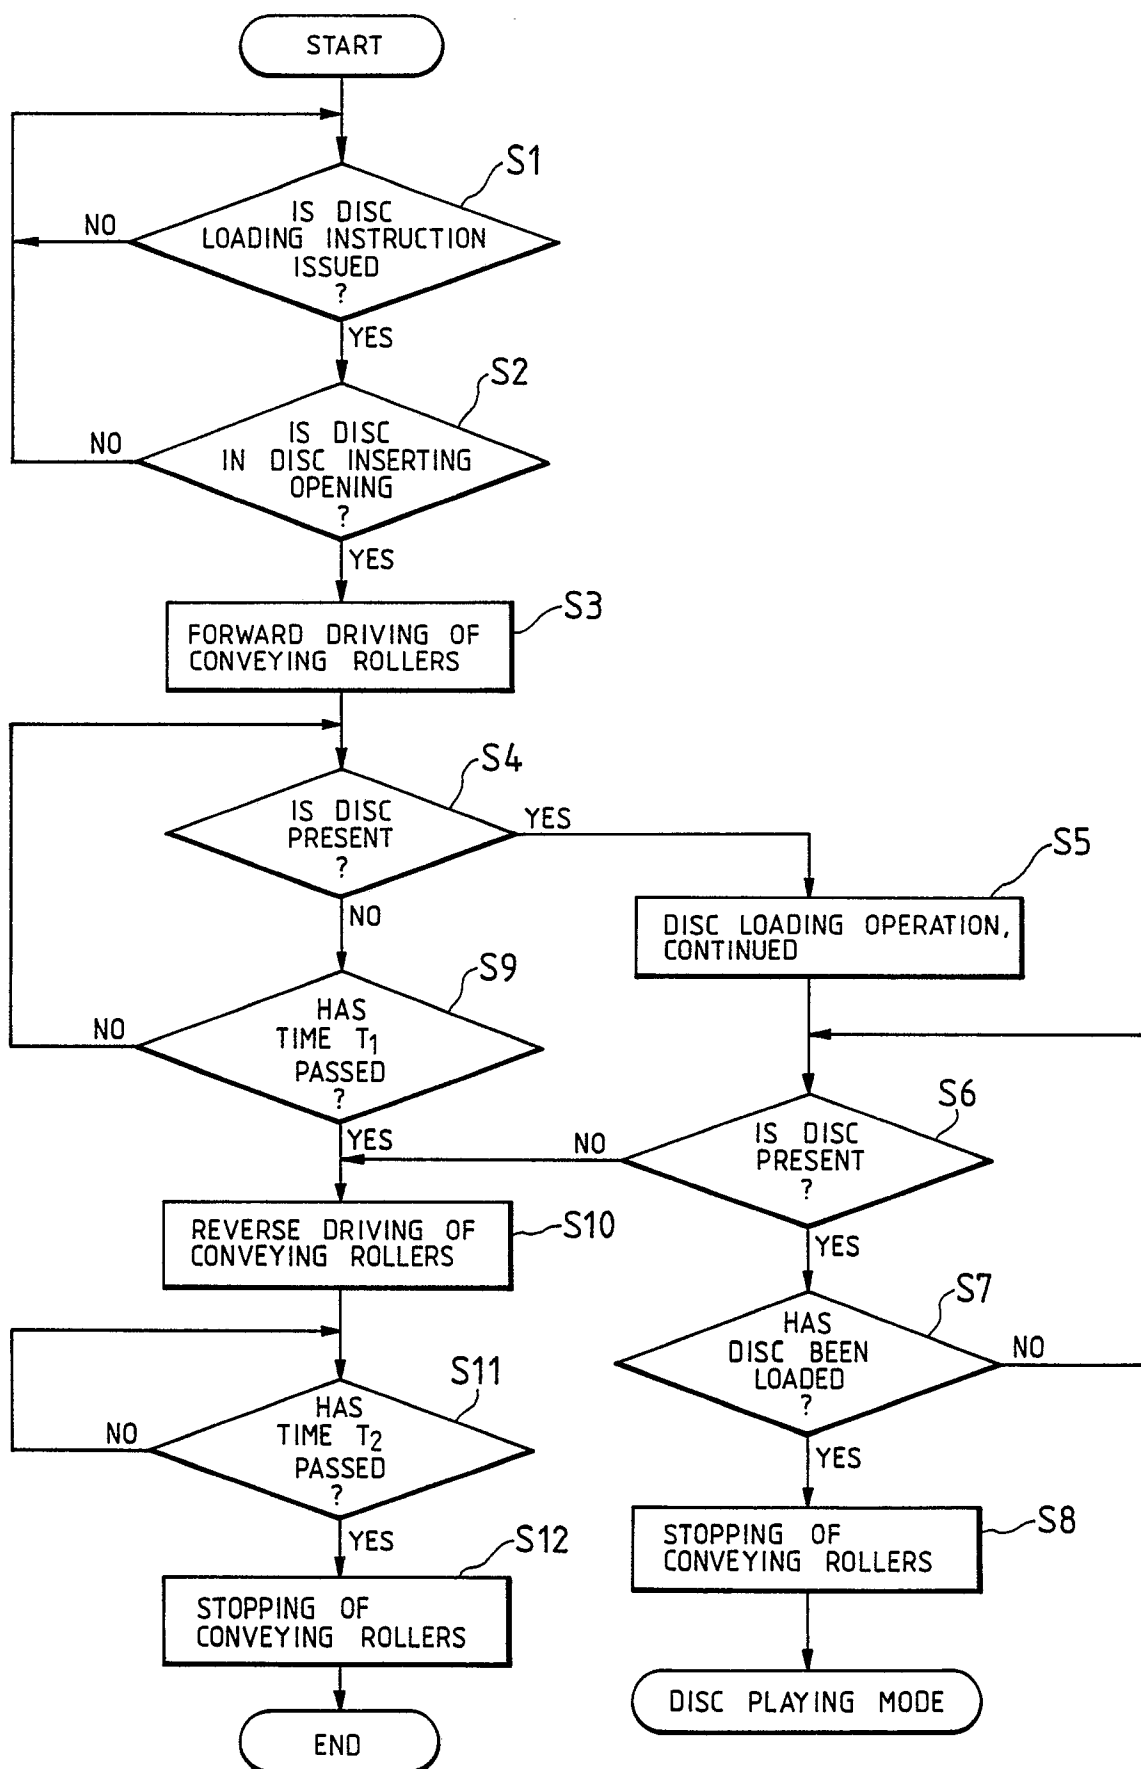 START
S1
IS DISC
LOADING INSTRUCTION
ISSUED
?
NO
YES
S2
IS DISC
IN DISC INSERTING
OPENING
?
NO
YES
S3
FORWARD DRIVING OF
CONVEYING ROLLERS
S4
IS DISC
PRESENT
?
YES
NO
S5
DISC LOADING OPERATION,
CONTINUED
S9
HAS
TIME T1
PASSED
?
NO
YES
S6
IS DISC
PRESENT
?
NO
YES
S10
REVERSE DRIVING OF
CONVEYING ROLLERS
S7
HAS
DISC BEEN
LOADED
?
NO
YES
S11
HAS
TIME T2
PASSED
?
NO
YES
S8
STOPPING OF
CONVEYING ROLLERS
S12
STOPPING OF
CONVEYING ROLLERS
DISC PLAYING MODE
END